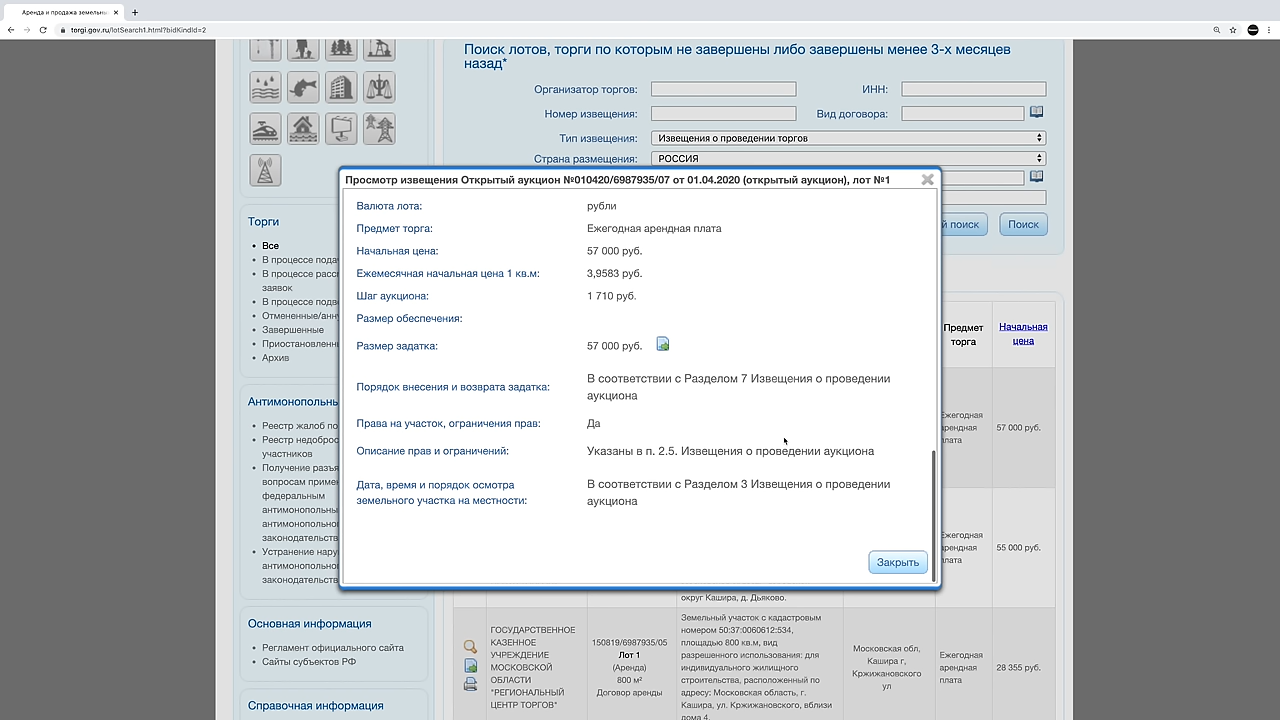 Аренда и продажа земельны
torgi.gov.ru/lotSearch1.html?bidKindId=2
Поиск лотов, торги по которым не завершены либо завершены менее 3-х месяцев
назад*
Организатор торгов:
ИНН:
Номер извещения:
Вид договора:
Тип извещения:
Извещения о проведении торгов
Страна размещения:
РОССИЯ
й поиск
Поиск
Торги
Все
В процессе пода
В процессе расс
заявок
В процессе подв
Отмененные/анну
Завершенные
Приостановленн
Архив
Антимонопольн
Реестр жалоб по
Реестр недоброс
участников
Получение разъя
вопросам приме
федеральным
антимонопольны
антимонопольно
законодательств
Устранение нару
антимонопольно
законодательств
Основная информация
Регламент официального сайта
Сайты субъектов РФ
Справочная информация
Просмотр извещения Открытый аукцион №010420/6987935/07 от 01.04.2020 (открытый аукцион), лот №1
Валюта лота:
рубли
Предмет торга:
Ежегодная арендная плата
Начальная цена:
57 000 руб.
Ежемесячная начальная цена 1 кв.м:
3,9583 руб.
Шаг аукциона:
1 710 руб.
Размер обеспечения:
Размер задатка:
57 000 руб.
Порядок внесения и возврата задатка:
В соответствии с Разделом 7 Извещения о проведении
аукциона
Права на участок, ограничения прав:
Да
Описание прав и ограничений:
Указаны в п. 2.5. Извещения о проведении аукциона
Дата, время и порядок осмотра
земельного участка на местности:
В соответствии с Разделом 3 Извещения о проведении
аукциона
Закрыть
Предмет
торга
Начальная
цена
Ежегодная
арендная
плата
57 000 руб.
Ежегодная
арендная
плата
55 000 руб.
округ Кашира, д. Дьяково.
ГОСУДАРСТВЕННОЕ
КАЗЕННОЕ
УЧРЕЖДЕНИЕ
МОСКОВСКОЙ
ОБЛАСТИ
"РЕГИОНАЛЬНЫЙ
ЦЕНТР ТОРГОВ"
150819/6987935/05
Лот 1
(Аренда)
800 м²
Договор аренды
Земельный участок с кадастровым
номером 50:37:0060612:534,
площадью 800 кв.м, вид
разрешенного использования: для
индивидуального жилищного
строительства, расположенный по
адресу: Московская область, г.
Кашира, ул. Кржижановского, вблизи
дома 4.
Московская обл,
Кашира г,
Кржижановского
ул
Ежегодная
арендная
плата
28 355 руб.